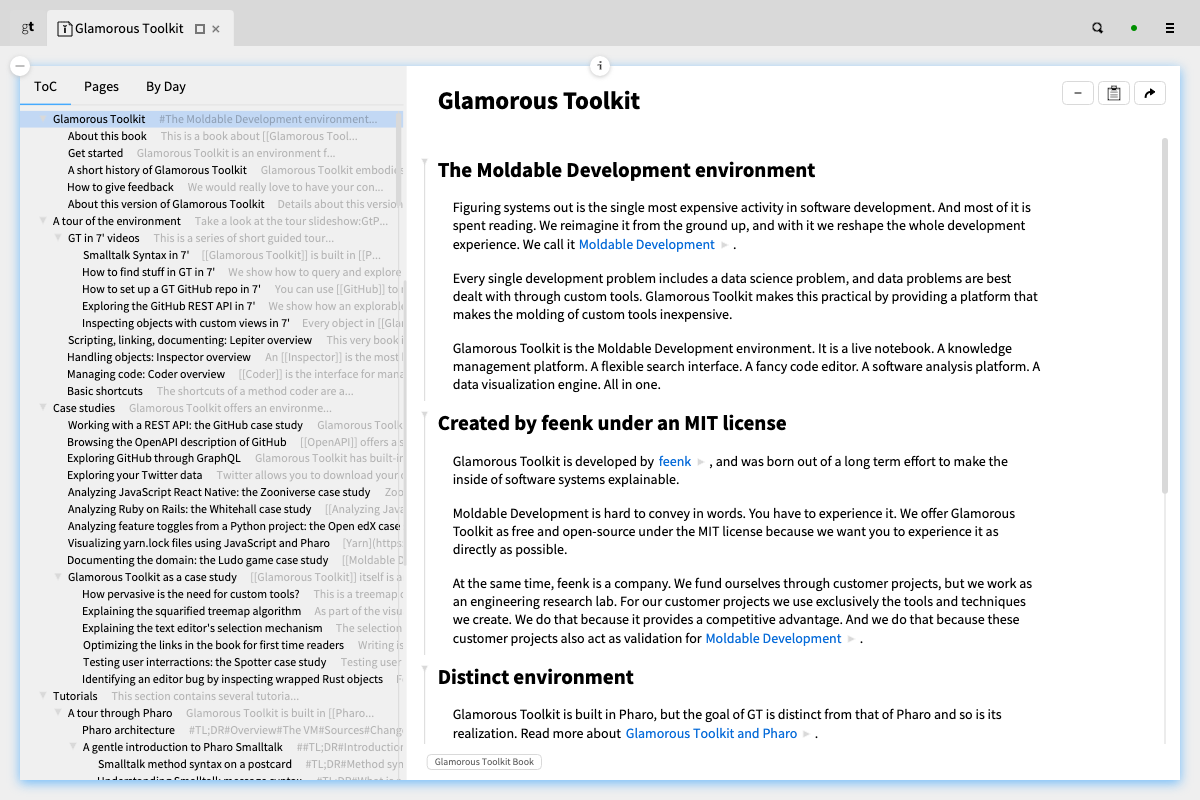 gt
Glamorous Toolkit
ToC Pages By Day
Glamorous Toolkit #The Moldable Development environment...
About this book This is a book about [[Glamorous Tool...
Get started Glamorous Toolkit is an environment f...
A short history of Glamorous Toolkit Glamorous Toolkit embodie
How to give feedback We would really love to have your con...
About this version of Glamorous Toolkit Details about this version
A tour of the environment Take a look at the tour slideshow:GtP...
GT in 7' videos This is a series of short guided tour...
Smalltalk Syntax in 7' [[Glamorous Toolkit]] is built in [[P...
How to find stuff in GT in 7' We show how to query and explore
How to set up a GT GitHub repo in 7' You can use [[GitHub]] to
Exploring the GitHub REST API in 7' We show how an explorable
Inspecting objects with custom views in 7' Every object in [[Gla
Scripting, linking, documenting: Lepiter overview This very book i
Handling objects: Inspector overview An [[Inspector]] is the most
Managing code: Coder overview [[Coder]] is the interface for mana
Basic shortcuts The shortcuts of a method coder are a...
Case studies Glamorous Toolkit offers an environme...
Working with a REST API: the GitHub case study Glamorous Toolk
Browsing the OpenAPI description of GitHub [[OpenAPI]] offers a s
Exploring GitHub through GraphQL Glamorous Toolkit has built-in
Exploring your Twitter data Twitter allows you to download your
Analyzing JavaScript React Native: the Zooniverse case study Zoo
Analyzing Ruby on Rails: the Whitehall case study [[Analyzing Java
Analyzing feature toggles from a Python project: the Open edX case
Visualizing yarn.lock files using JavaScript and Pharo [Yarn](https
Documenting the domain: the Ludo game case study [[Moldable D
Glamorous Toolkit as a case study [[Glamorous Toolkit]] itself is a
How pervasive is the need for custom tools? This is a treemap
Explaining the squarified treemap algorithm As part of the visu
Explaining the text editor's selection mechanism The selection
Optimizing the links in the book for first time readers Writing is
Testing user interractions: the Spotter case study Testing user
Identifying an editor bug by inspecting wrapped Rust objects
Tutorials This section contains several tutoria...
A tour through Pharo Glamorous Toolkit is built in [[Pharo...
Pharo architecture #TL;DR#Overview#The VM#Sources#Chang
A gentle introduction to Pharo Smalltalk ##TL;DR#Introduction
Smalltalk method syntax on a postcard #TL;DR#Method syn
Understanding Smalltalk message syntax #TL;DR#What is
Glamorous Toolkit
The Moldable Development environment
Figuring systems out is the single most expensive activity in software development. And most of it is
spent reading. We reimagine it from the ground up, and with it we reshape the whole development
experience. We call it Moldable Development .
Every single development problem includes a data science problem, and data problems are best
dealt with through custom tools. Glamorous Toolkit makes this practical by providing a platform that
makes the molding of custom tools inexpensive.
Glamorous Toolkit is the Moldable Development environment. It is a live notebook. A knowledge
management platform. A flexible search interface. A fancy code editor. A software analysis platform. A
data visualization engine. All in one.
Created by feenk under an MIT license
Glamorous Toolkit is developed by feenk , and was born out of a long term effort to make the
inside of software systems explainable.
Moldable Development is hard to convey in words. You have to experience it. We offer Glamorous
Toolkit as free and open-source under the MIT license because we want you to experience it as
directly as possible.
At the same time, feenk is a company. We fund ourselves through customer projects, but we work as
an engineering research lab. For our customer projects we use exclusively the tools and techniques
we create. We do that because it provides a competitive advantage. And we do that because these
customer projects also act as validation for Moldable Development .
Distinct environment
Glamorous Toolkit is built in Pharo, but the goal of GT is distinct from that of Pharo and so is its
realization. Read more about Glamorous Toolkit and Pharo .
Glamorous Toolkit Book